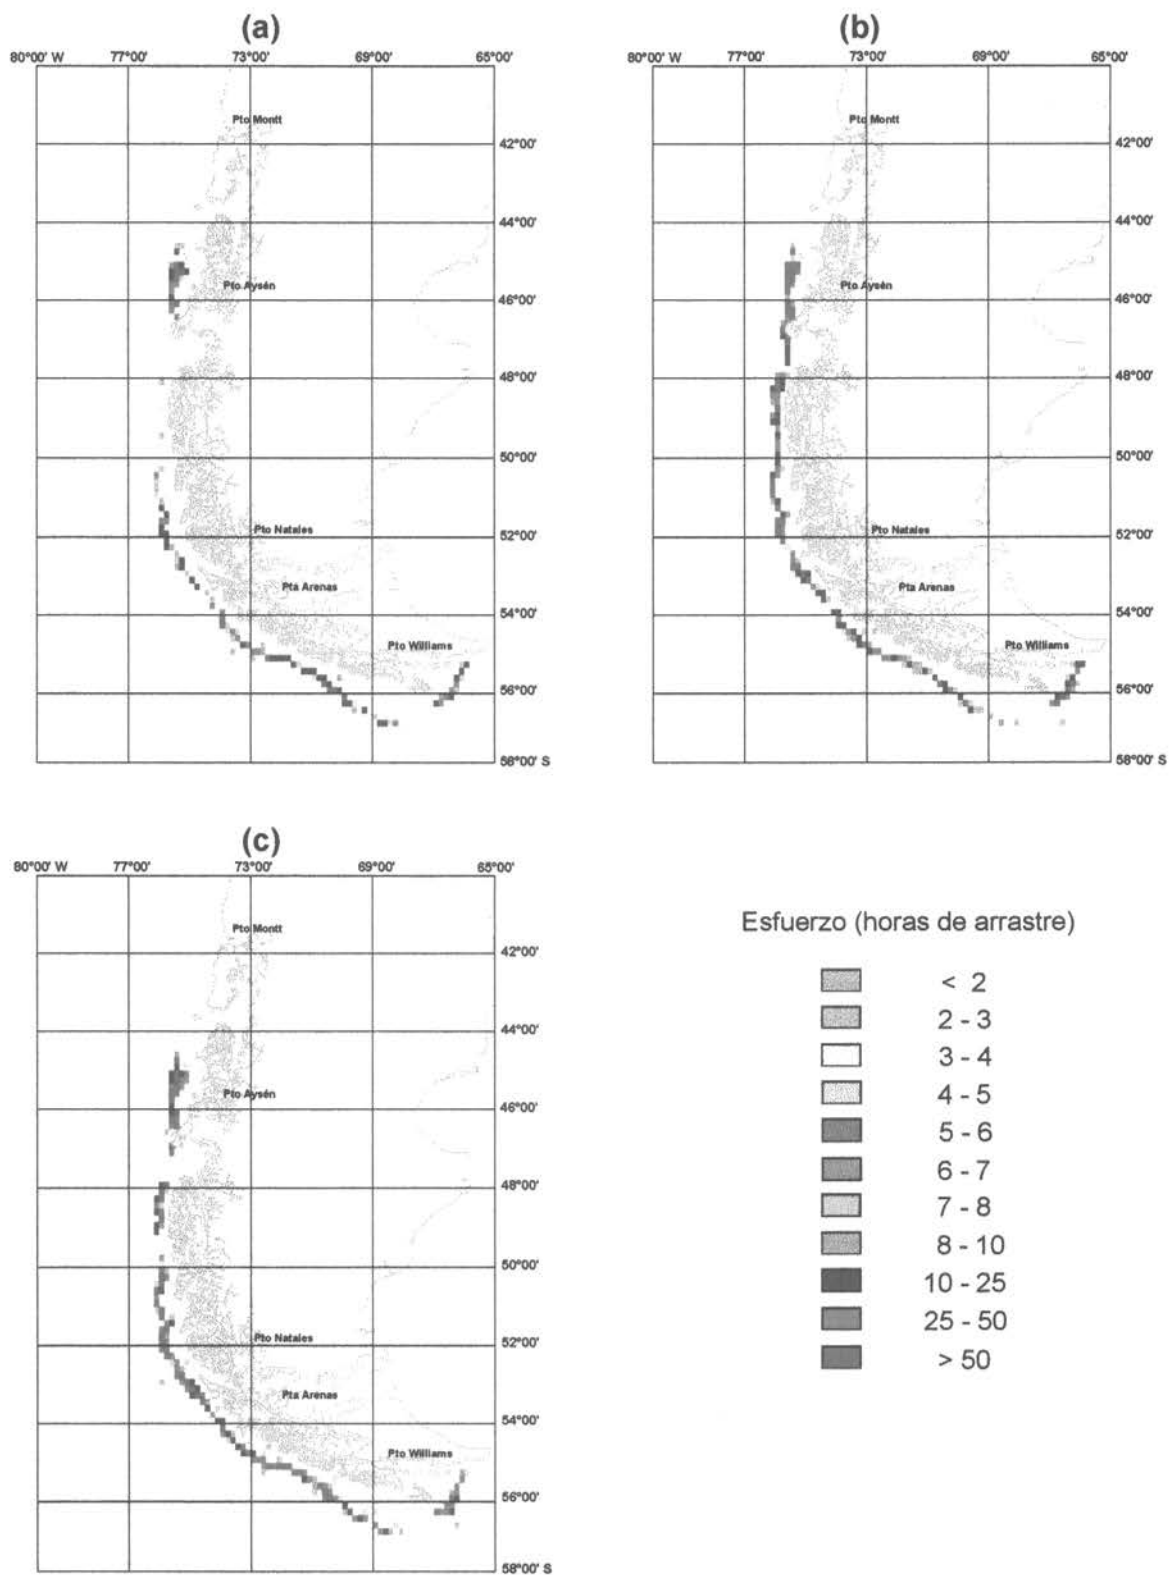 (a)
80°00' W 77°00' 73°00' 69°00' 65°00'
Pto Montt
42°00'
44°00'
Pto Aysén
46°00'
48°00'
50°00'
Pto Natales
52°00'
Pta Arenas
54°00'
Pto Williams
56°00'
58°00' S
(b)
80°00' W 77°00' 73°00' 69°00' 65°00'
Pto Montt
42°00'
44°00'
Pto Aysén
46°00'
48°00'
50°00'
Pto Natales
52°00'
Pta Arenas
54°00'
Pto Williams
56°00'
58°00' S
(c)
80°00' W 77°00' 73°00' 69°00' 65°00'
Pto Montt
42°00'
44°00'
Pto Aysén
46°00'
48°00'
50°00'
Pto Natales
52°00'
Pta Arenas
54°00'
Pto Williams
56°00'
58°00' S
Esfuerzo (horas de arrastre)
< 2
2 - 3
3 - 4
4 - 5
5 - 6
6 - 7
7 - 8
8 - 10
10 - 25
25 - 50
> 50